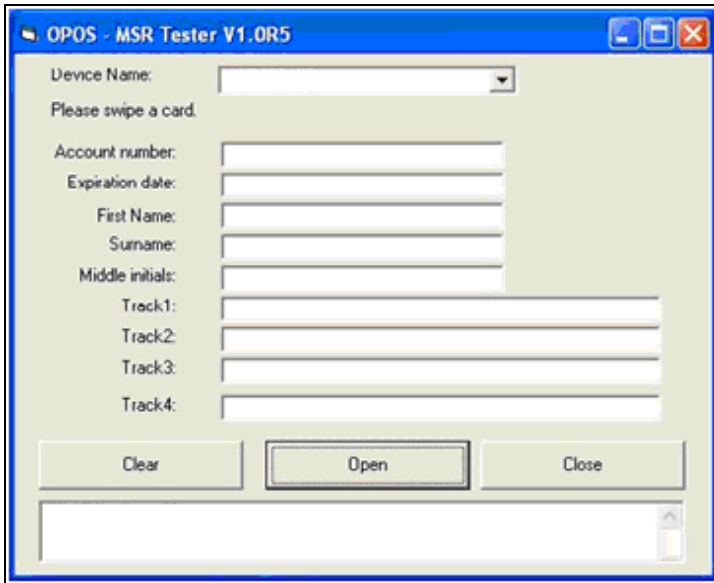 OPOS - MSR Tester V1.0R5
Device Name:
Please swipe a card.
Account number:
Expiration date:
First Name:
Surname:
Middle initials:
Track1:
Track2:
Track3:
Track4:
Clear Open Close